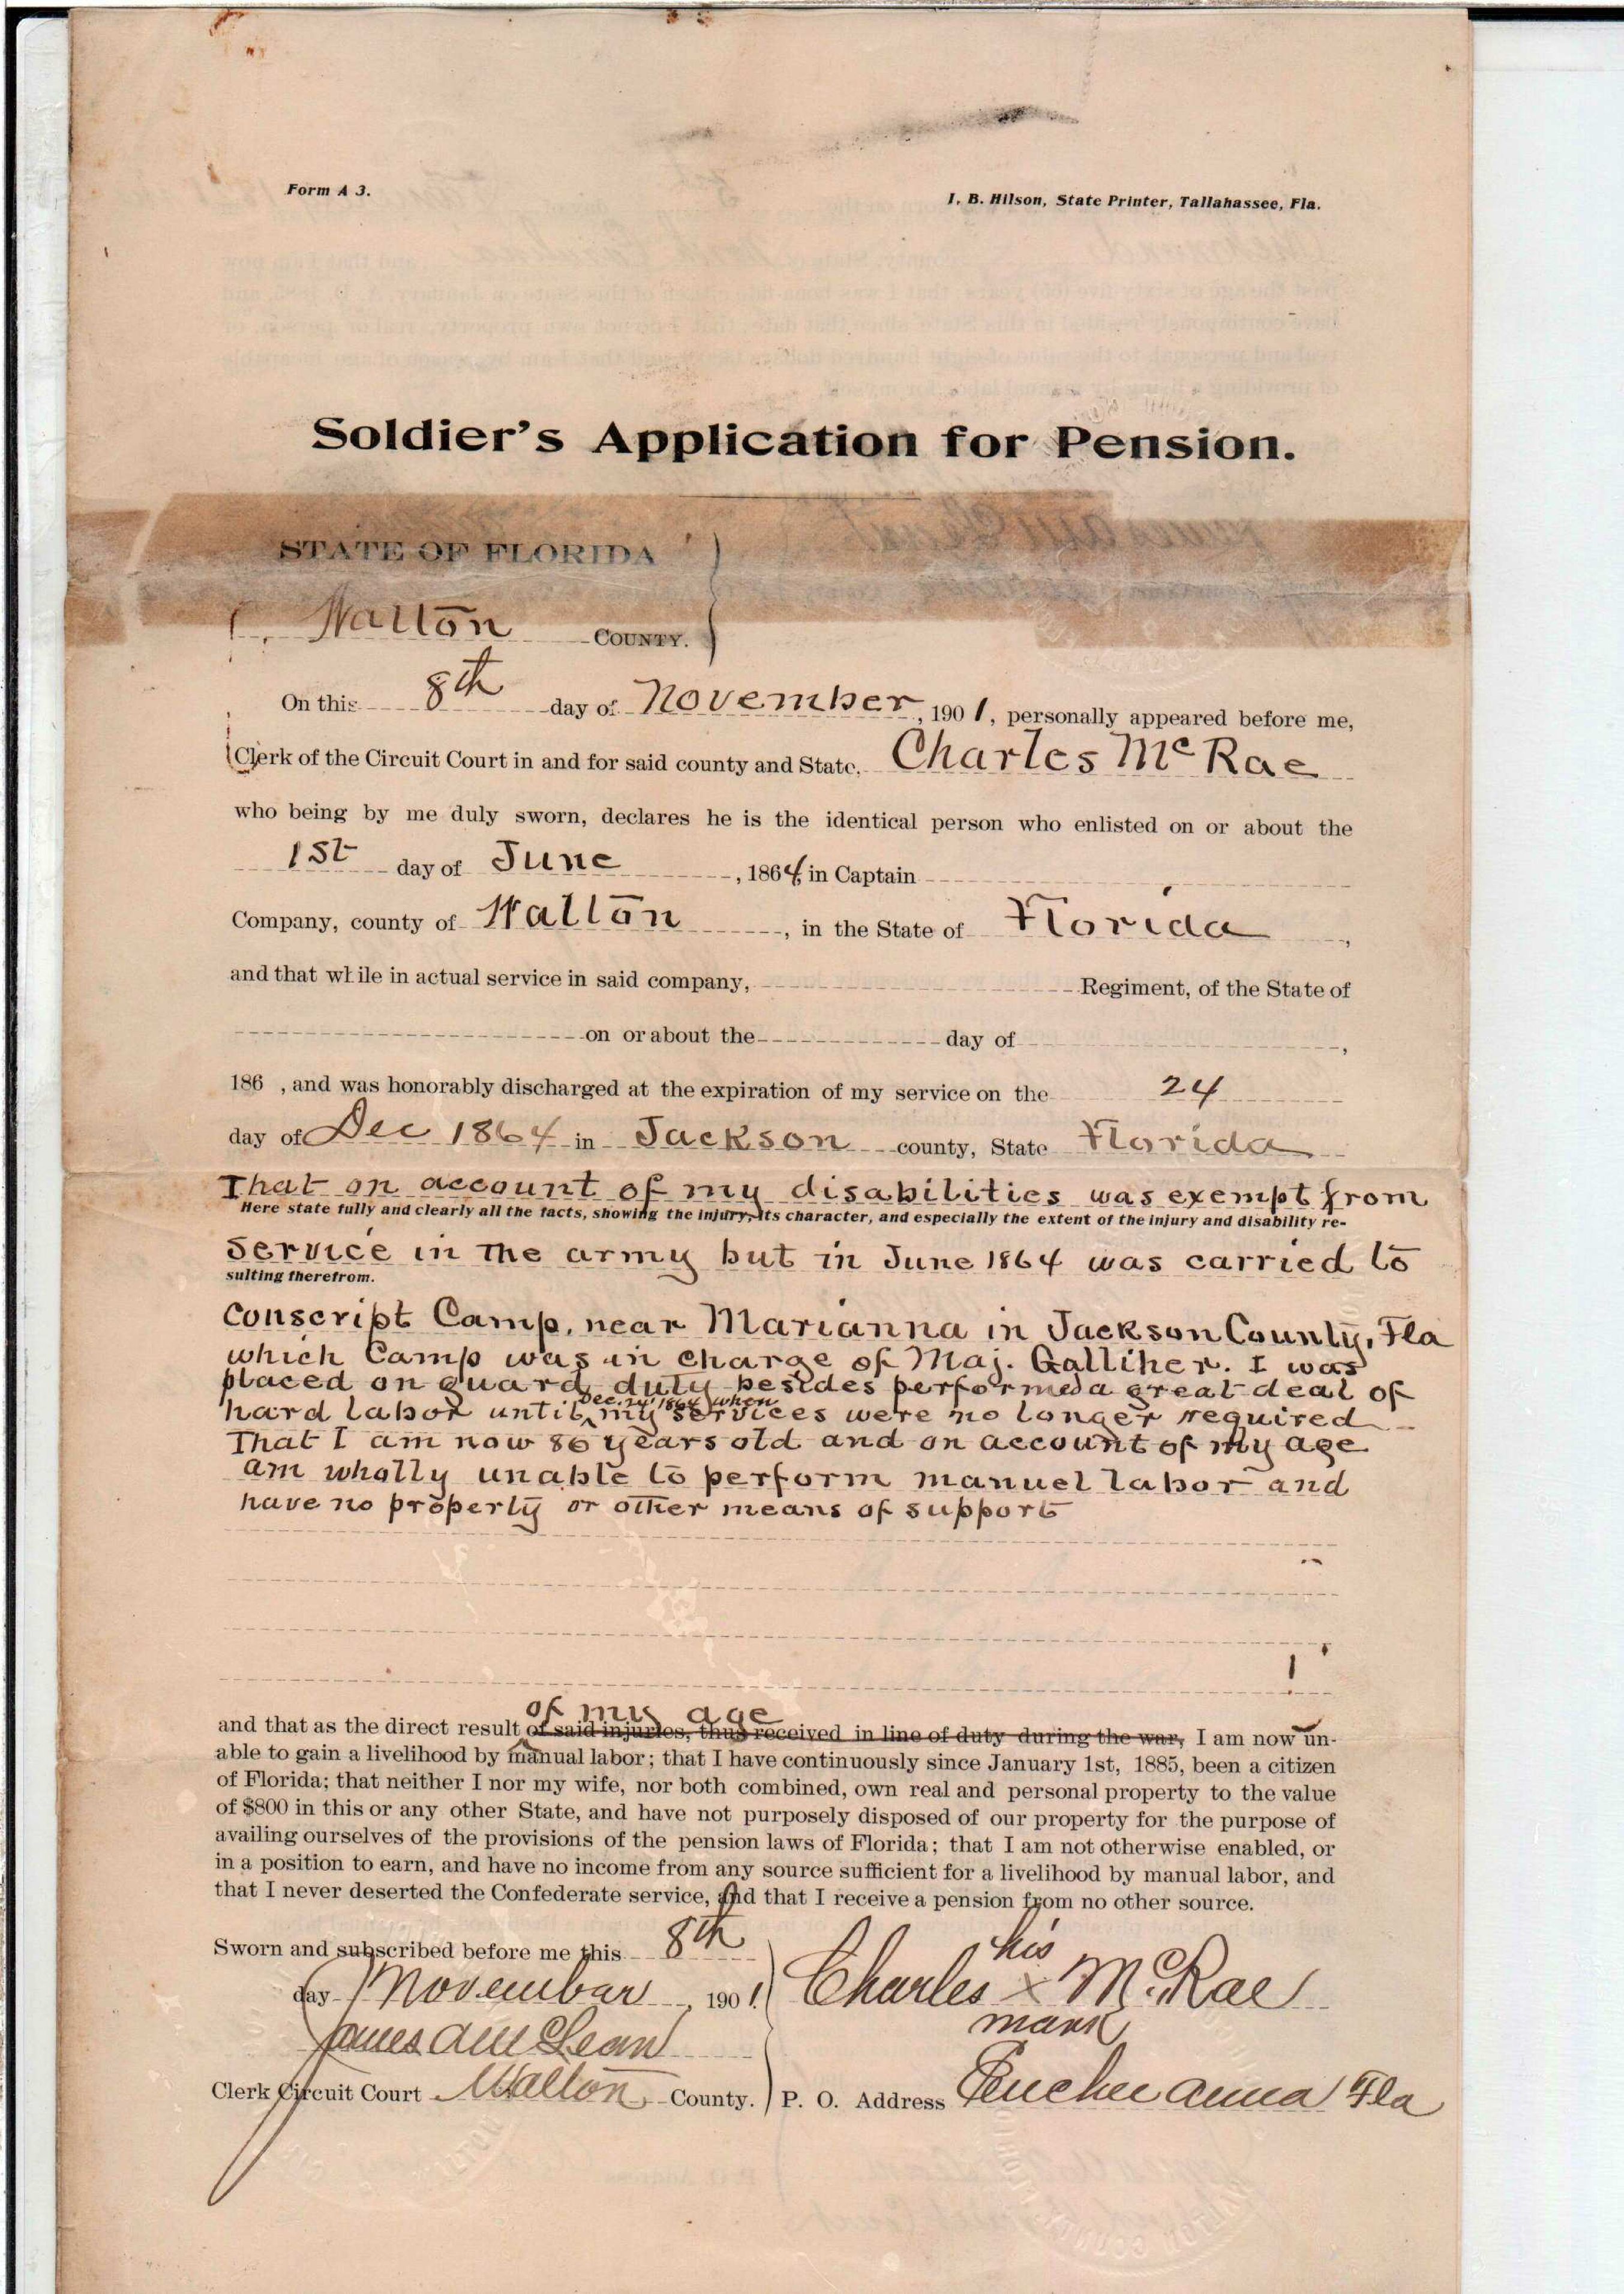 Form A 3.
I. B. Hilson, State Printer, Tallahassee, Fla.
Soldier's Application for Pension.
STATE OF FLORIDA
Walton COUNTY.
On this 8th day of November, 1901, personally appeared before me,
Clerk of the Circuit Court in and for said county and State, Charles McRae
who being by me duly sworn, declares he is the identical person who enlisted on or about the
1st day of June, 1864, in Captain
Company, county of Walton, in the State of Florida,
and that while in actual service in said company, Regiment, of the State of
on or about the day of ,
186 , and was honorably discharged at the expiration of my service on the 24
day of Dec 1864 in Jackson county, State Florida
That on account of my disabilities was exempt from
Here state fully and clearly all the facts, showing the injury, its character, and especially the extent of the injury and disability re-
service in the army but in June 1864 was carried to
sulting therefrom.
conscript Camp, near Marianna in Jackson County, Fla
which Camp was in charge of Maj. Galliher. I was
placed on guard duty besides performed a great deal of
Dec. 24 1864 when
hard labor until my services were no longer required
That I am now 86 years old and on account of my age
am wholly unable to perform manuel labor and
have no property or other means of support
of my age
and that as the direct result of said injuries, thus received in line of duty during the war, I am now un-
able to gain a livelihood by manual labor; that I have continuously since January 1st, 1885, been a citizen
of Florida; that neither I nor my wife, nor both combined, own real and personal property to the value
of $800 in this or any other State, and have not purposely disposed of our property for the purpose of
availing ourselves of the provisions of the pension laws of Florida; that I am not otherwise enabled, or
in a position to earn, and have no income from any source sufficient for a livelihood by manual labor, and
that I never deserted the Confederate service, and that I receive a pension from no other source.
Sworn and subscribed before me this 8th
his
day November, 1901. Charles x McRae
mark
James A McLean
Clerk Circuit Court Walton County. P. O. Address Euchee anna Fla